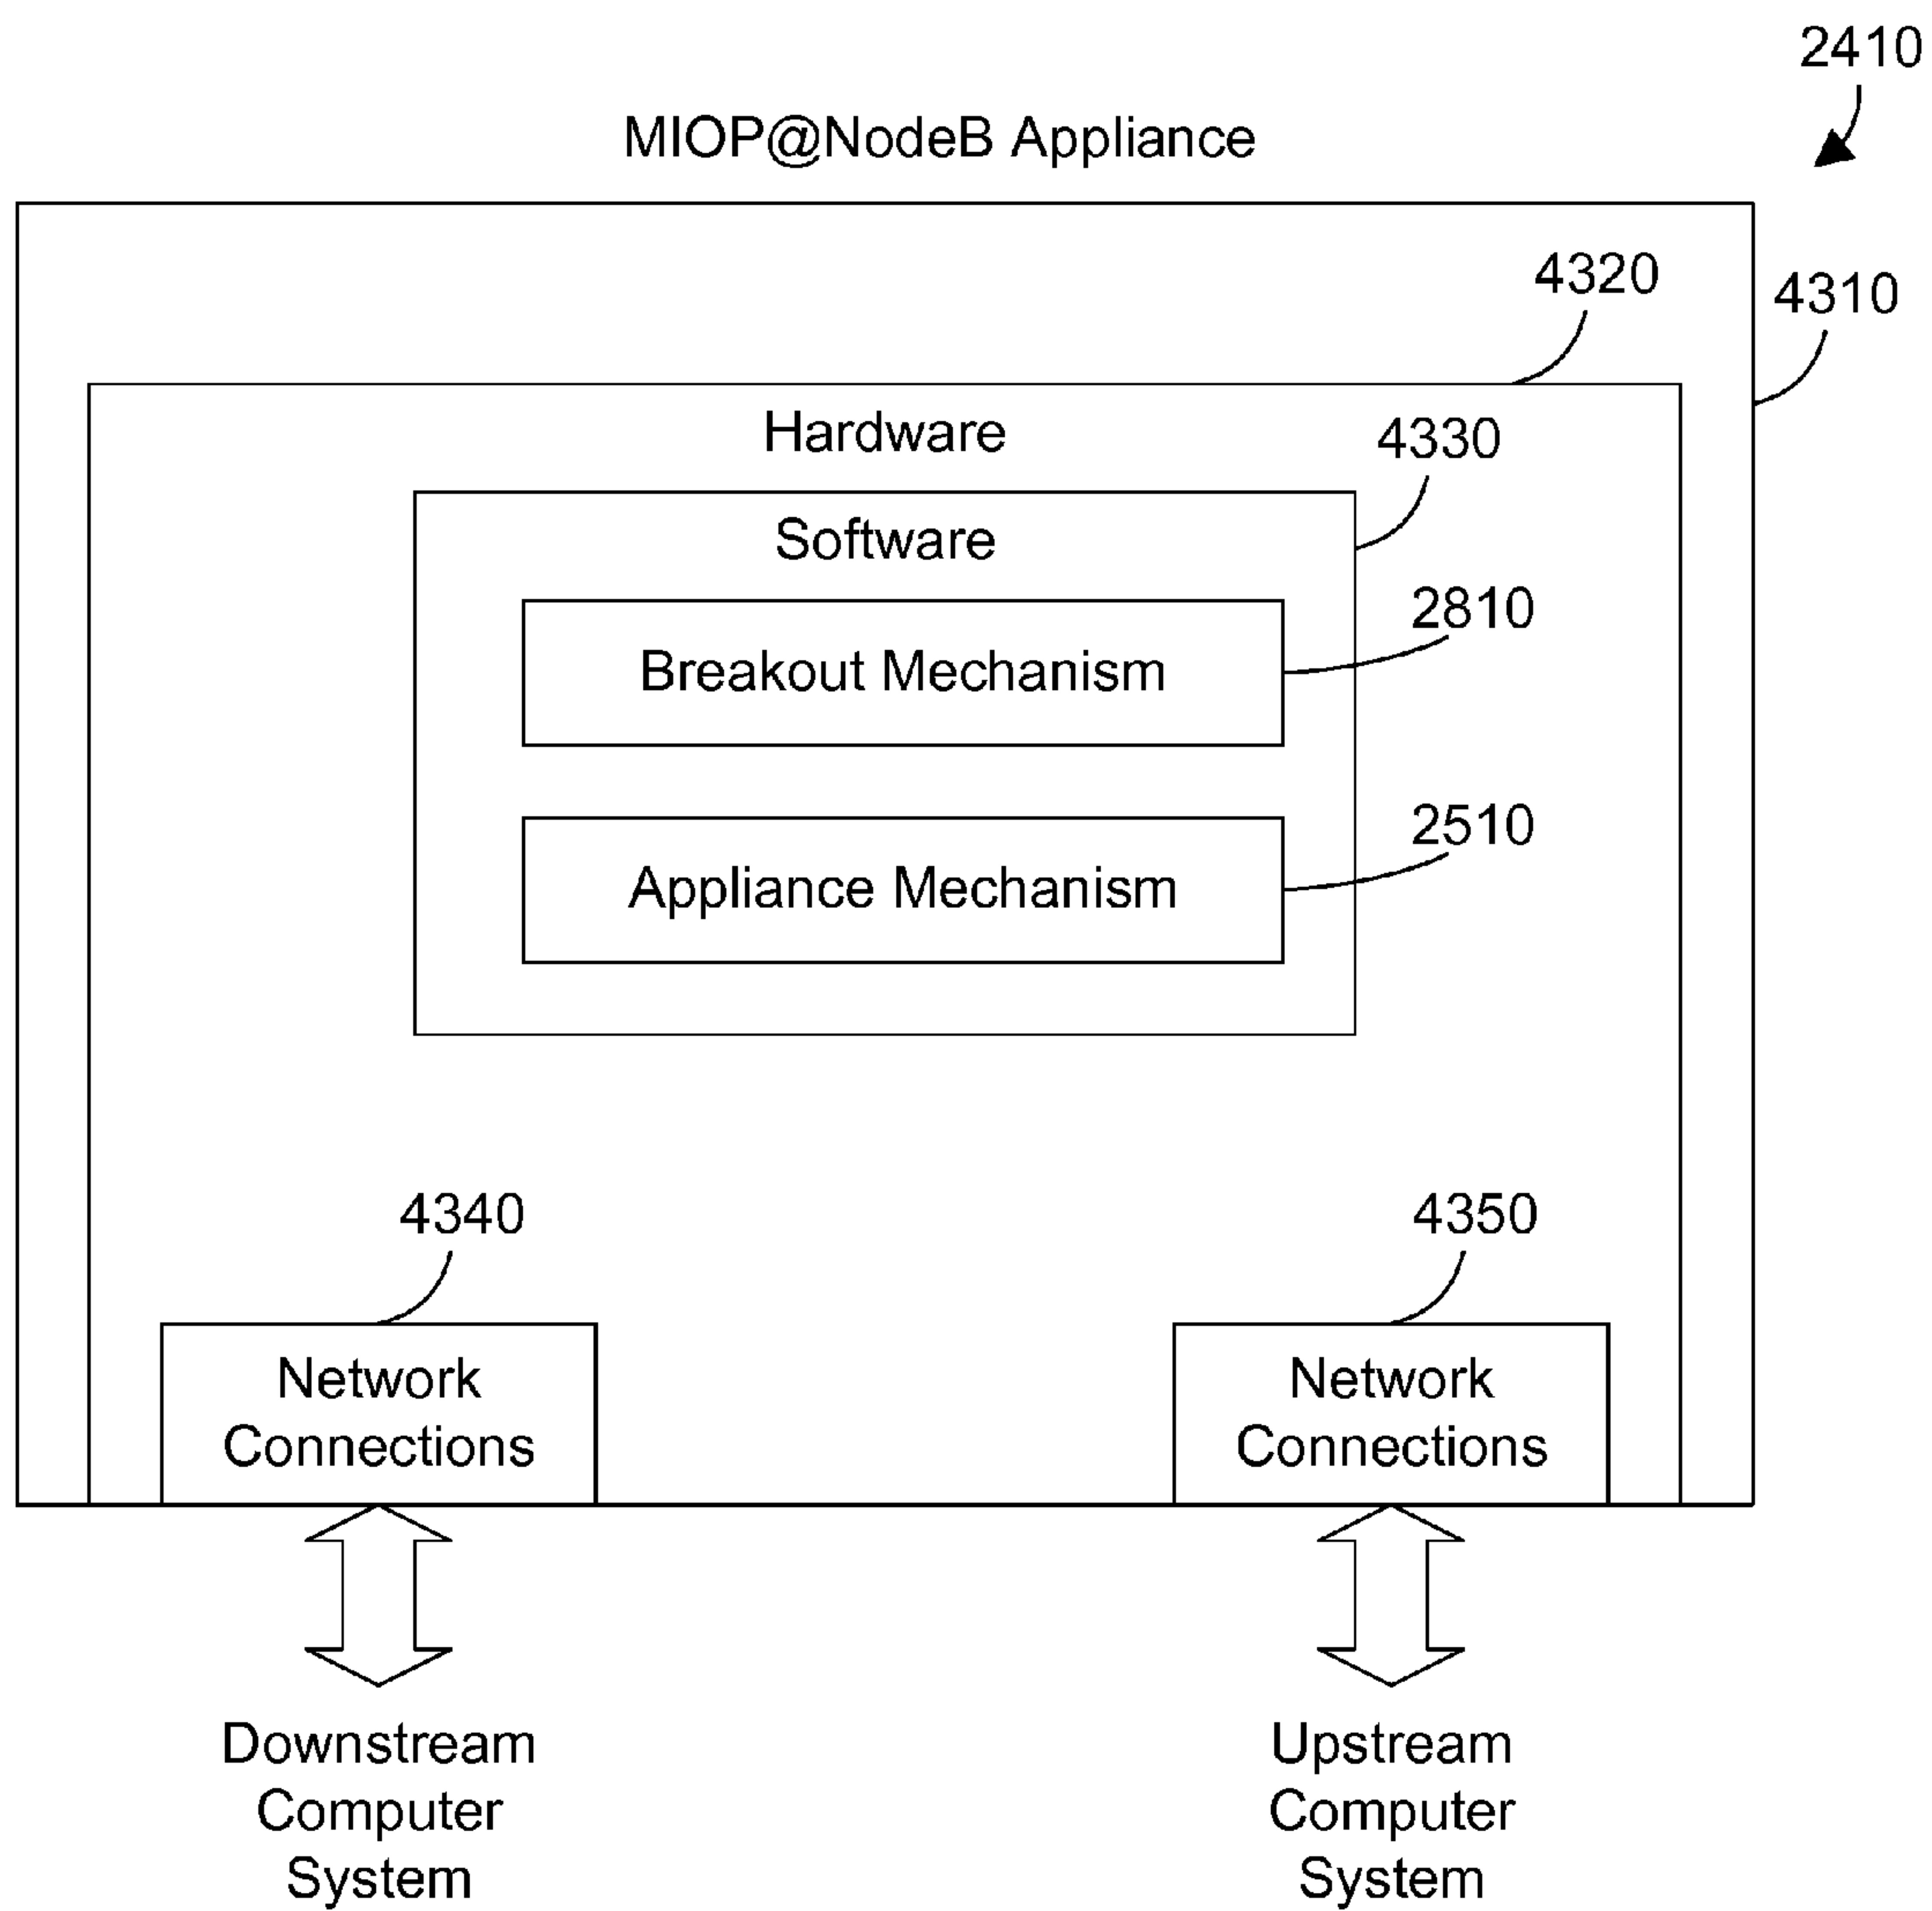 2410
MIOP@NodeB Appliance
4320
4310
Hardware
4330
Software
2810
Breakout Mechanism
2510
Appliance Mechanism
4340
4350
Network
Connections
Network
Connections
Downstream
Computer
System
Upstream
Computer
System